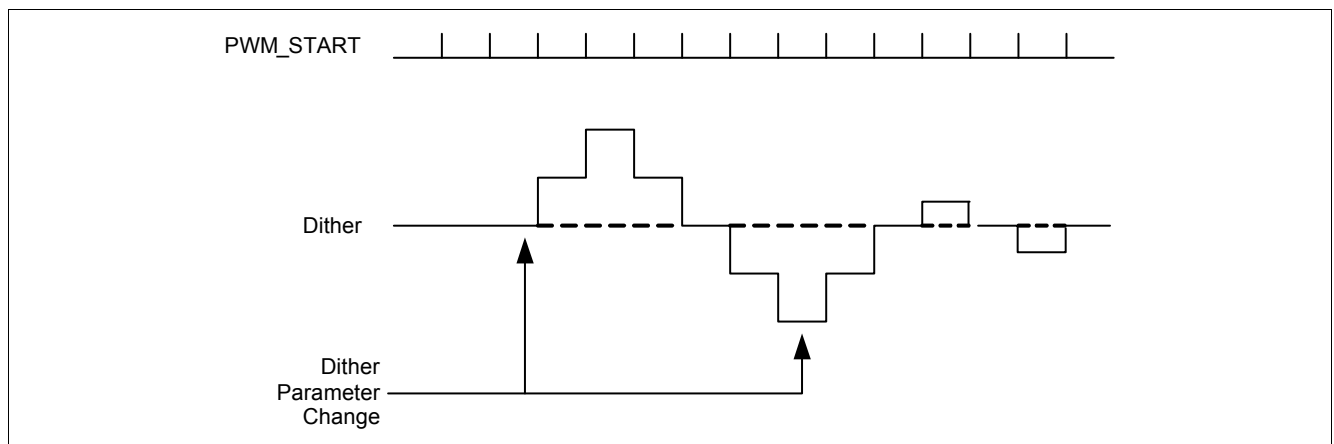 PWM_START
Dither
Dither
Parameter
Change